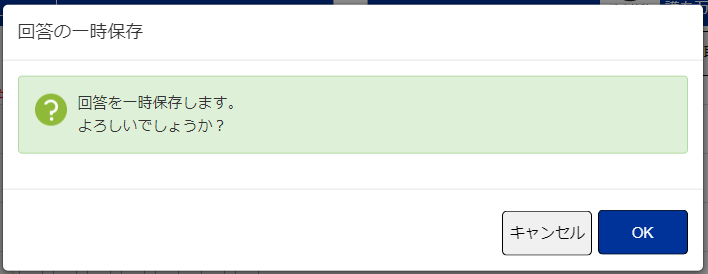 回答の一時保存
回答を一時保存します。
よろしいでしょうか？
キャンセル
OK